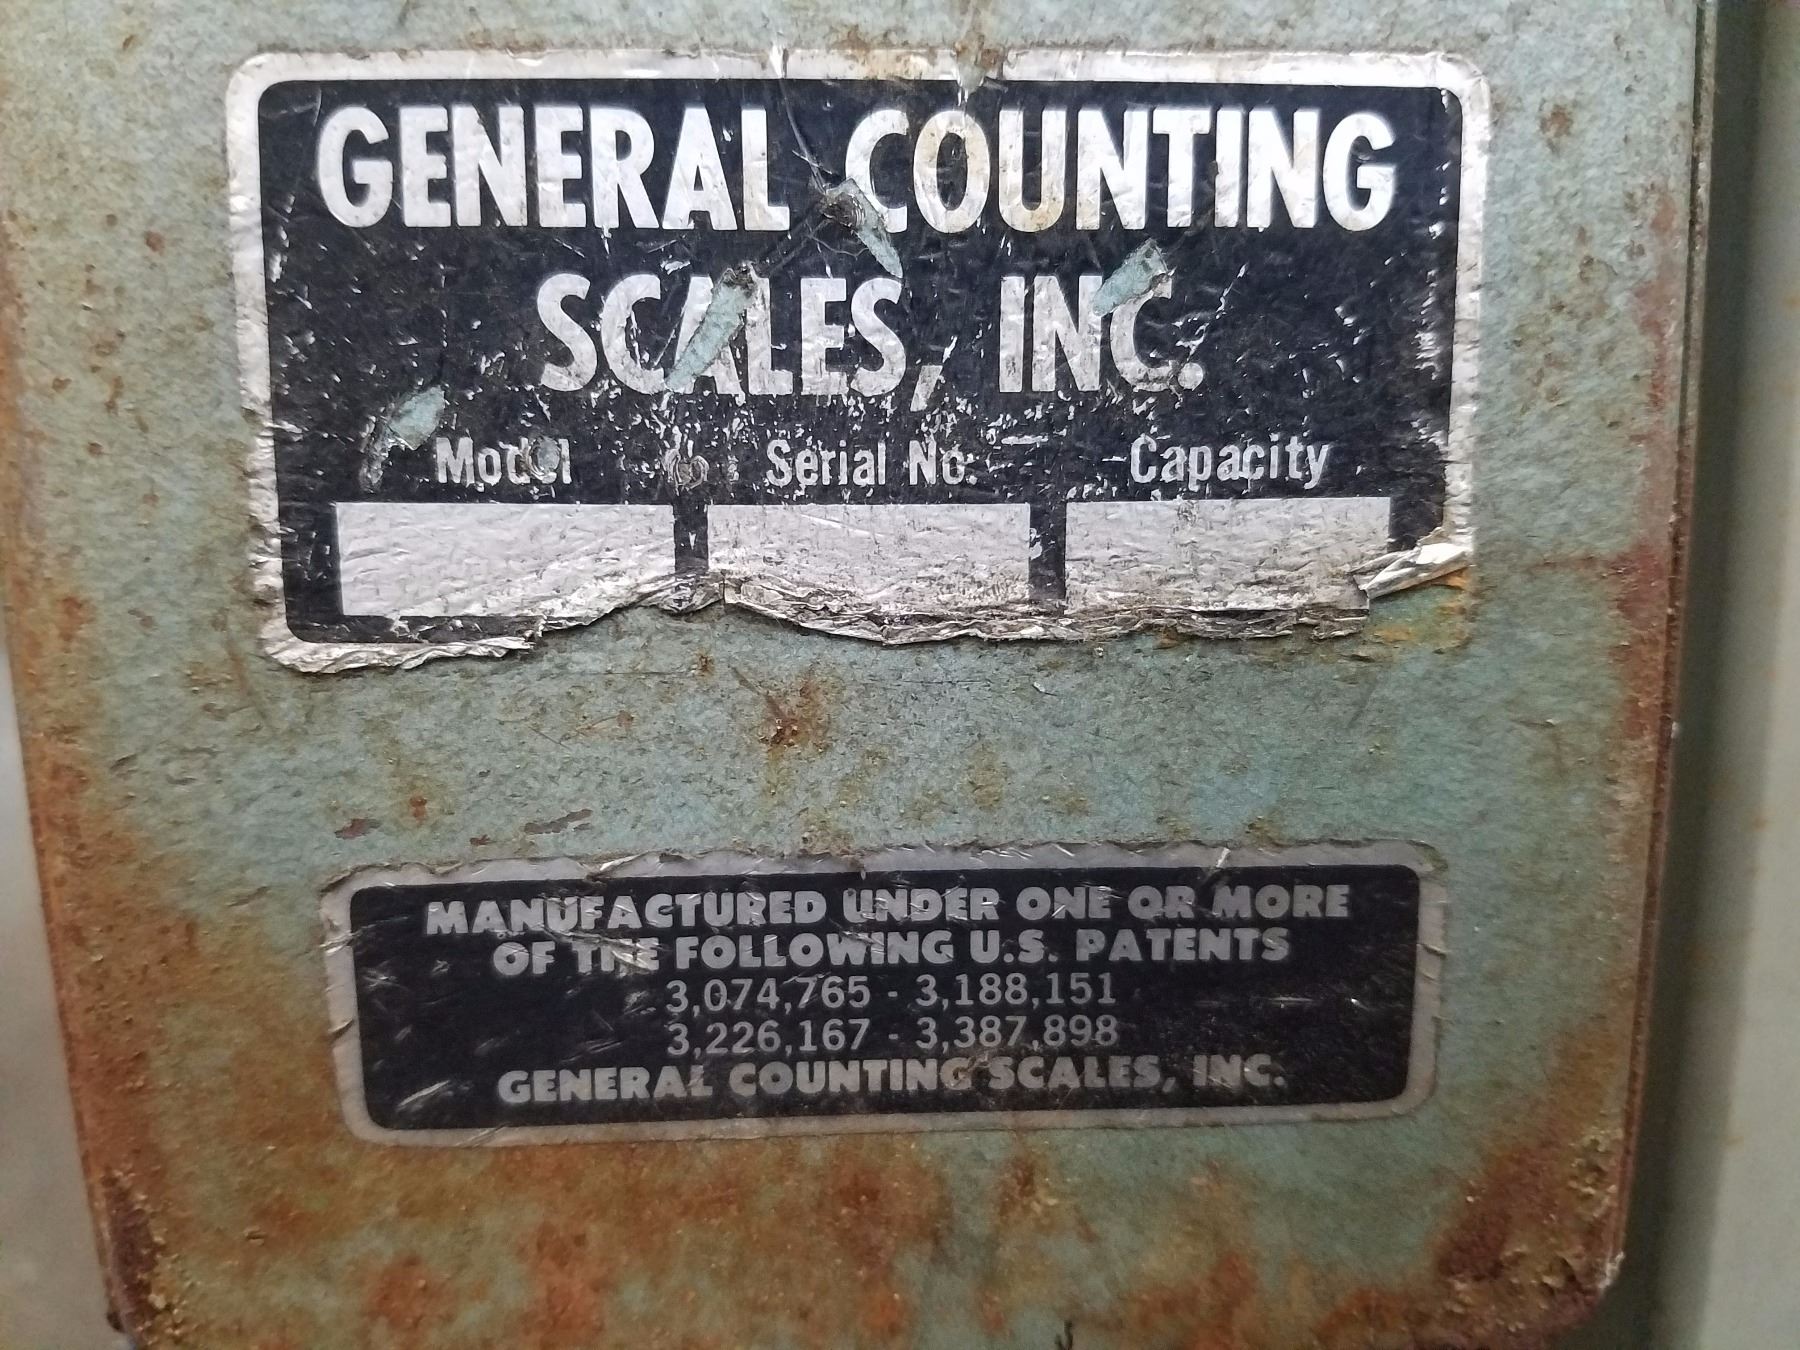 GENERAL COUNTING
SCALES, INC.
Model Serial No. Capacity
MANUFACTURED UNDER ONE OR MORE
OF THE FOLLOWING U.S. PATENTS
3,074,765 - 3,188,151
3,226,167 - 3,387,898
GENERAL COUNTING SCALES, INC.